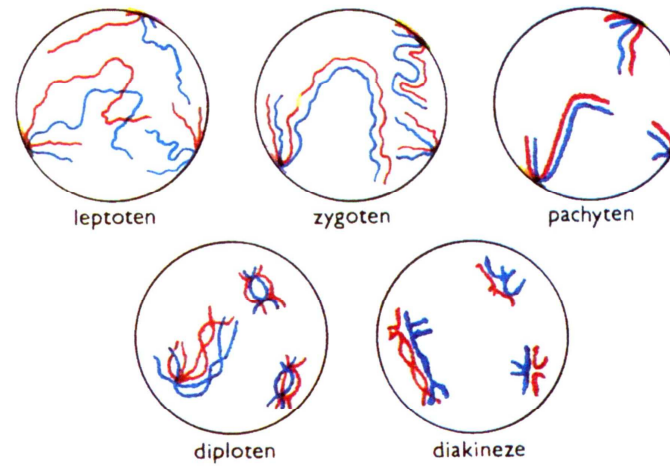 leptoten
zygoten
pachyten
diploten
diakineze